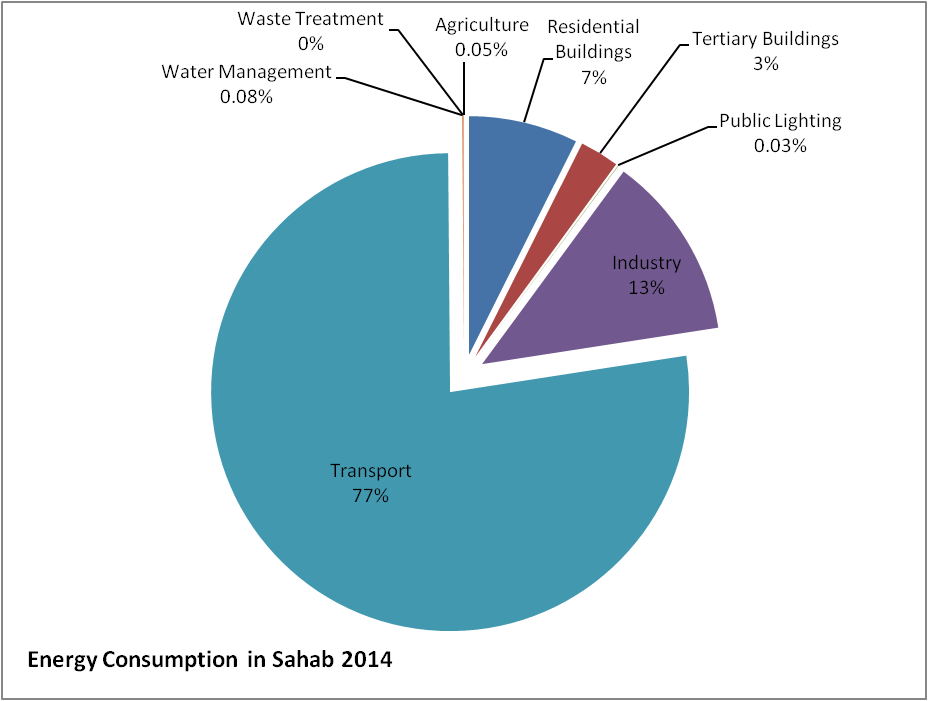 Waste Treatment
0%
Agriculture
0.05%
Residential
Buildings
7%
Tertiary Buildings
3%
Water Management
0.08%
Public Lighting
0.03%
Industry
13%
Transport
77%
Energy Consumption in Sahab 2014